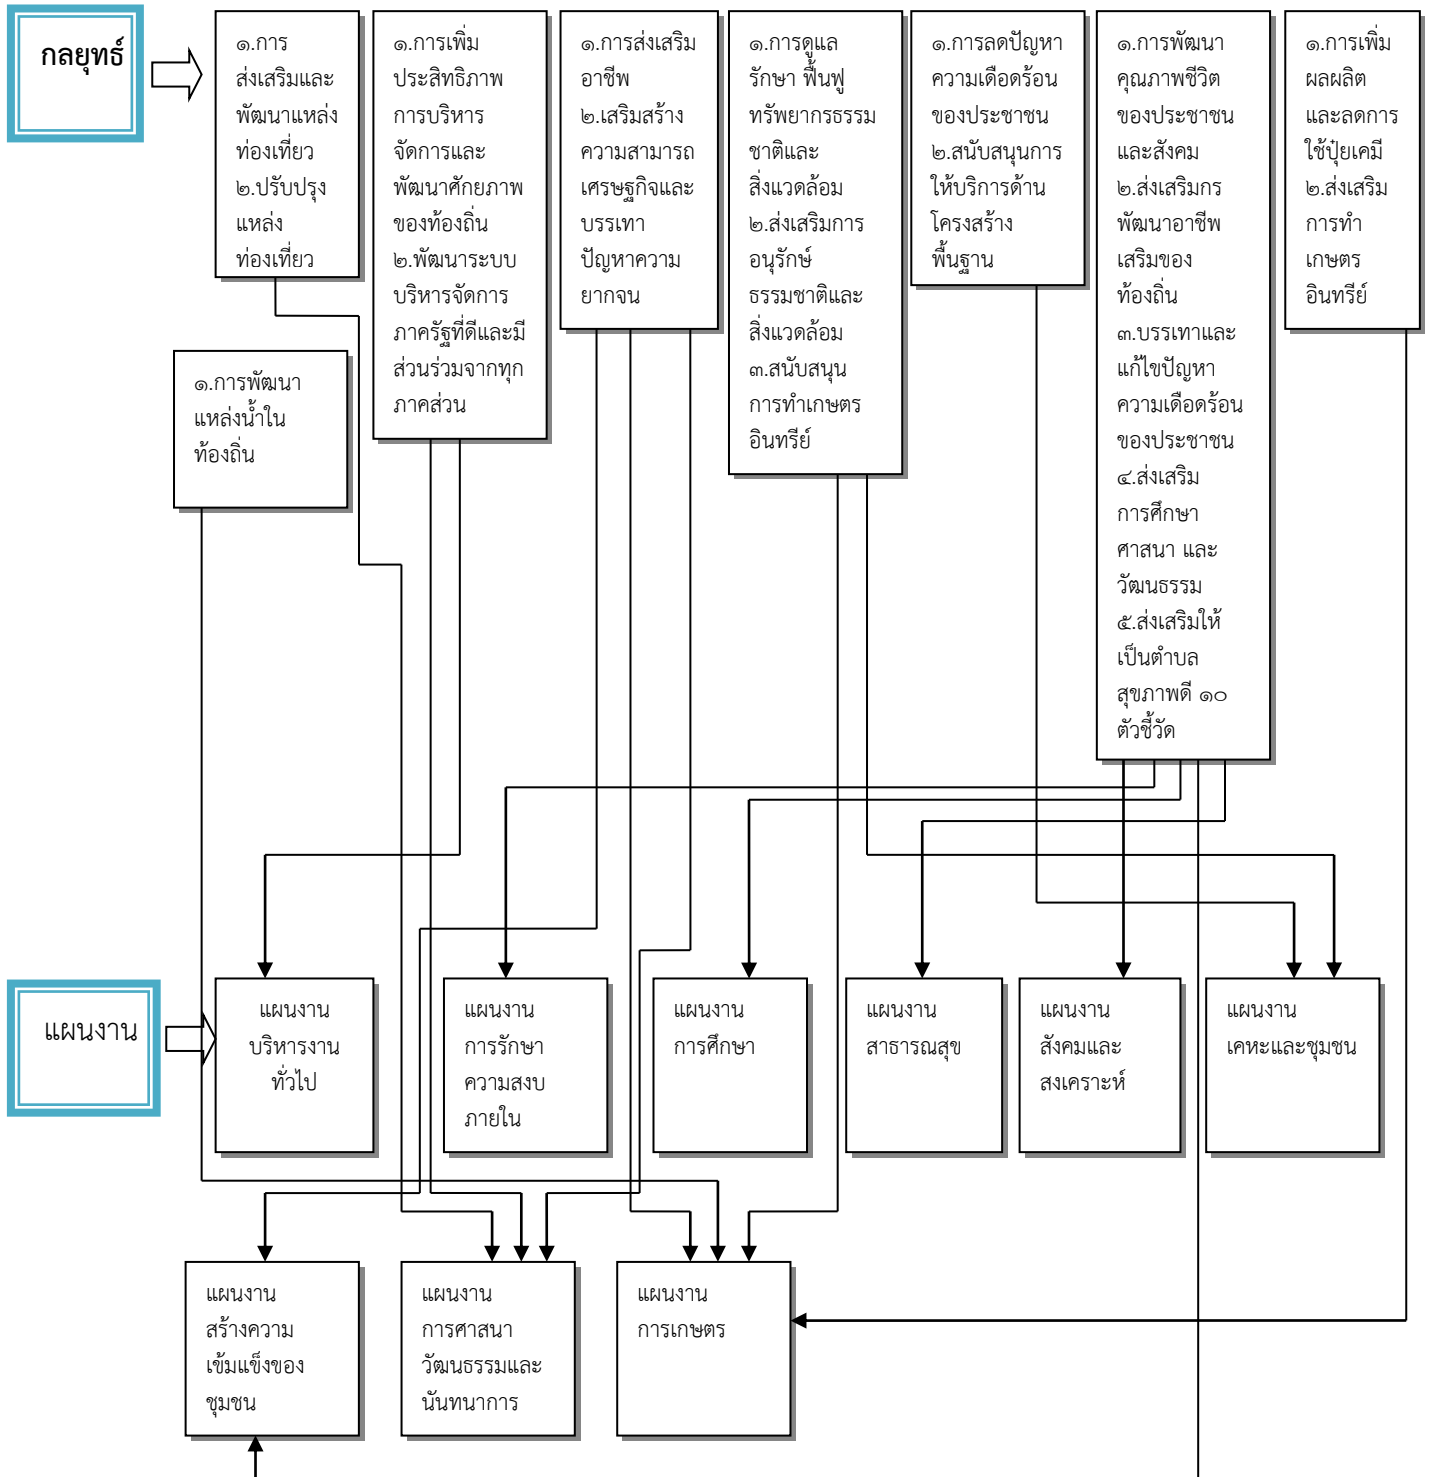 กลยุทธ์
๑.การ
ส่งเสริมและ
พัฒนาแหล่ง
ท่องเที่ยว
๒.ปรับปรุง
แหล่ง
ท่องเที่ยว
๑.การเพิ่ม
ประสิทธิภาพ
การบริหาร
จัดการและ
พัฒนาศักยภาพ
ของท้องถิ่น
๒.พัฒนาระบบ
บริหารจัดการ
ภาครัฐที่ดีและมี
ส่วนร่วมจากทุก
ภาคส่วน
๑.การส่งเสริม
อาชีพ
๒.เสริมสร้าง
ความสามารถ
เศรษฐกิจและ
บรรเทา
ปัญหาความ
ยากจน
๑.การดูแล
รักษา ฟื้นฟู
ทรัพยากรธรรม
ชาติและ
สิ่งแวดล้อม
๒.ส่งเสริมการ
อนุรักษ์
ธรรมชาติและ
สิ่งแวดล้อม
๓.สนับสนุน
การทำเกษตร
อินทรีย์
๑.การลดปัญหา
ความเดือดร้อน
ของประชาชน
๒.สนับสนุนการ
ให้บริการด้าน
โครงสร้าง
พื้นฐาน
๑.การพัฒนา
คุณภาพชีวิต
ของประชาชน
และสังคม
๒.ส่งเสริมกร
พัฒนาอาชีพ
เสริมของ
ท้องถิ่น
๓.บรรเทาและ
แก้ไขปัญหา
ความเดือดร้อน
ของประชาชน
๔.ส่งเสริม
การศึกษา
ศาสนา และ
วัฒนธรรม
๕.ส่งเสริมให้
เป็นตำบล
สุขภาพดี ๑๐
ตัวชี้วัด
๑.การเพิ่ม
ผลผลิต
และลดการ
ใช้ปุ๋ยเคมี
๒.ส่งเสริม
การทำ
เกษตร
อินทรีย์
๑.การพัฒนา
แหล่งน้ำใน
ท้องถิ่น
แผนงาน
แผนงาน
บริหารงาน
ทั่วไป
แผนงาน
การรักษา
ความสงบ
ภายใน
แผนงาน
การศึกษา
แผนงาน
สาธารณสุข
แผนงาน
สังคมและ
สงเคราะห์
แผนงาน
เคหะและชุมชน
แผนงาน
สร้างความ
เข้มแข็งของ
ชุมชน
แผนงาน
การศาสนา
วัฒนธรรมและ
นันทนาการ
แผนงาน
การเกษตร